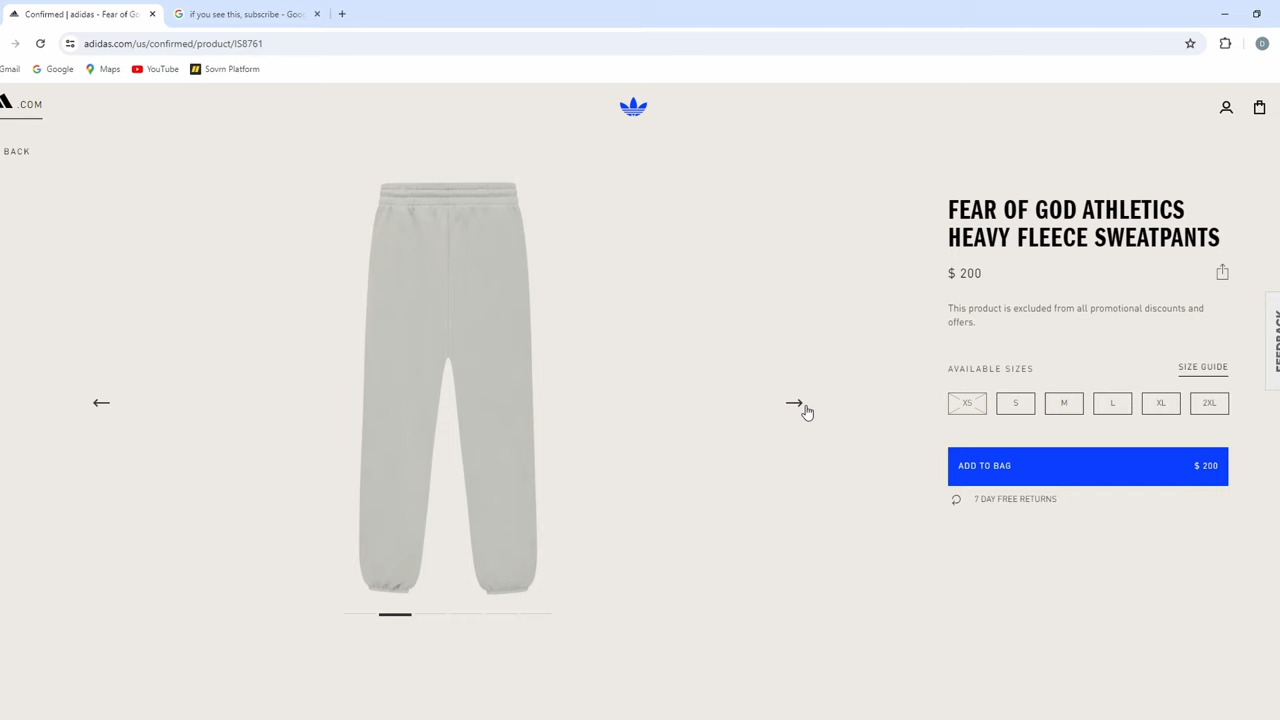 Confirmed | adidas - Fear of Go
if you see this, subscribe - Goo
adidas.com/us/confirmed/product/IS8761
D
Gmail
Google
Maps
YouTube
Sovrn Platform
.COM
BACK
FEAR OF GOD ATHLETICS
HEAVY FLEECE SWEATPANTS
$ 200
This product is excluded from all promotional discounts and
offers.
AVAILABLE SIZES
SIZE GUIDE
XS
S
M
L
XL
2XL
ADD TO BAG
$ 200
7 DAY FREE RETURNS
FEEDBACK